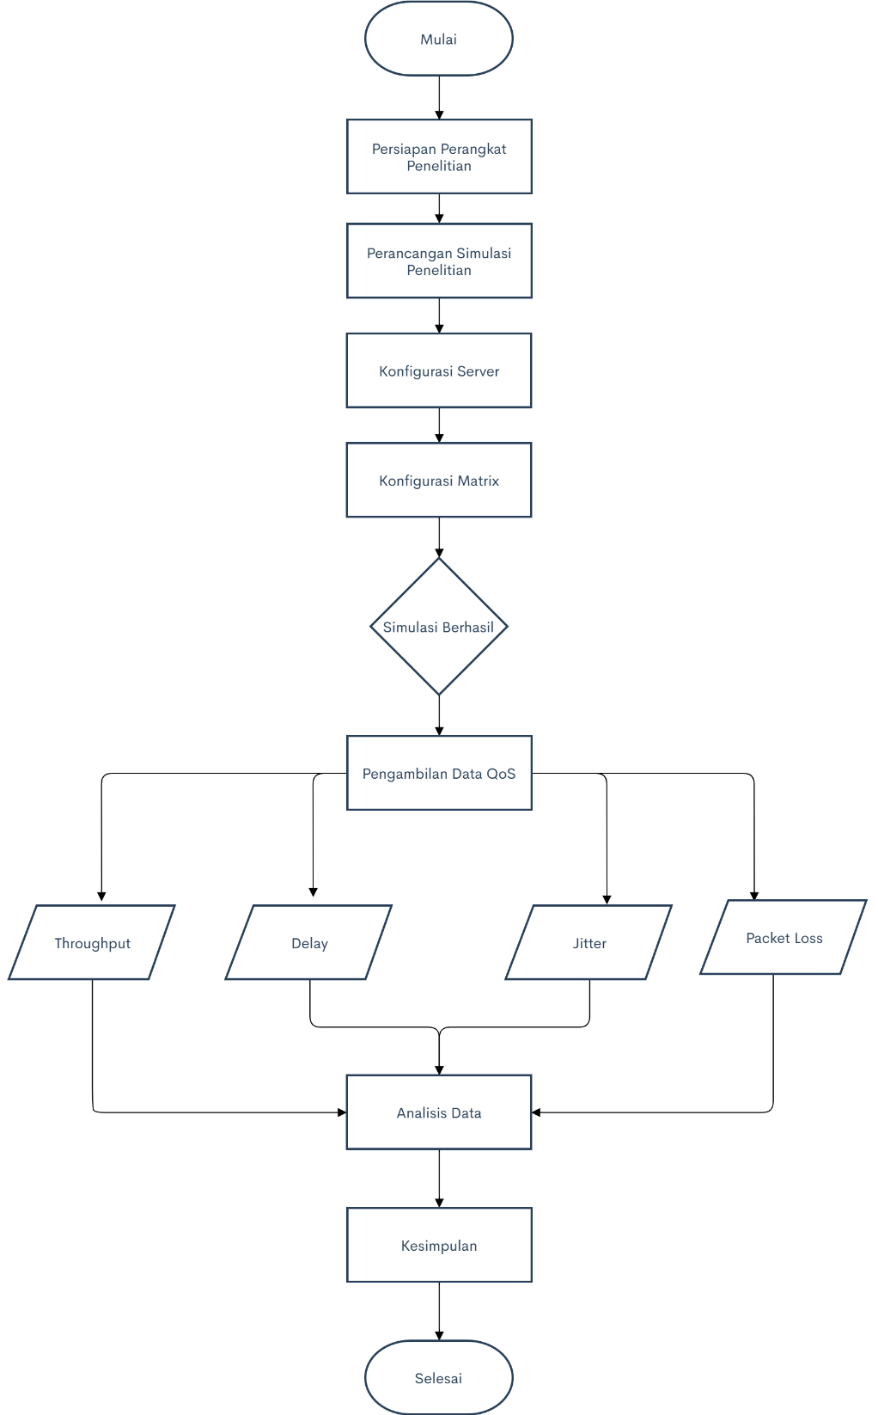 Mulai
Persiapan Perangkat
Penelitian
Perancangan Simulasi
Penelitian
Konfigurasi Server
Konfigurasi Matrix
Simulasi Berhasil
Pengambilan Data QoS
Throughput
Delay
Jitter
Packet Loss
Analisis Data
Kesimpulan
Selesai